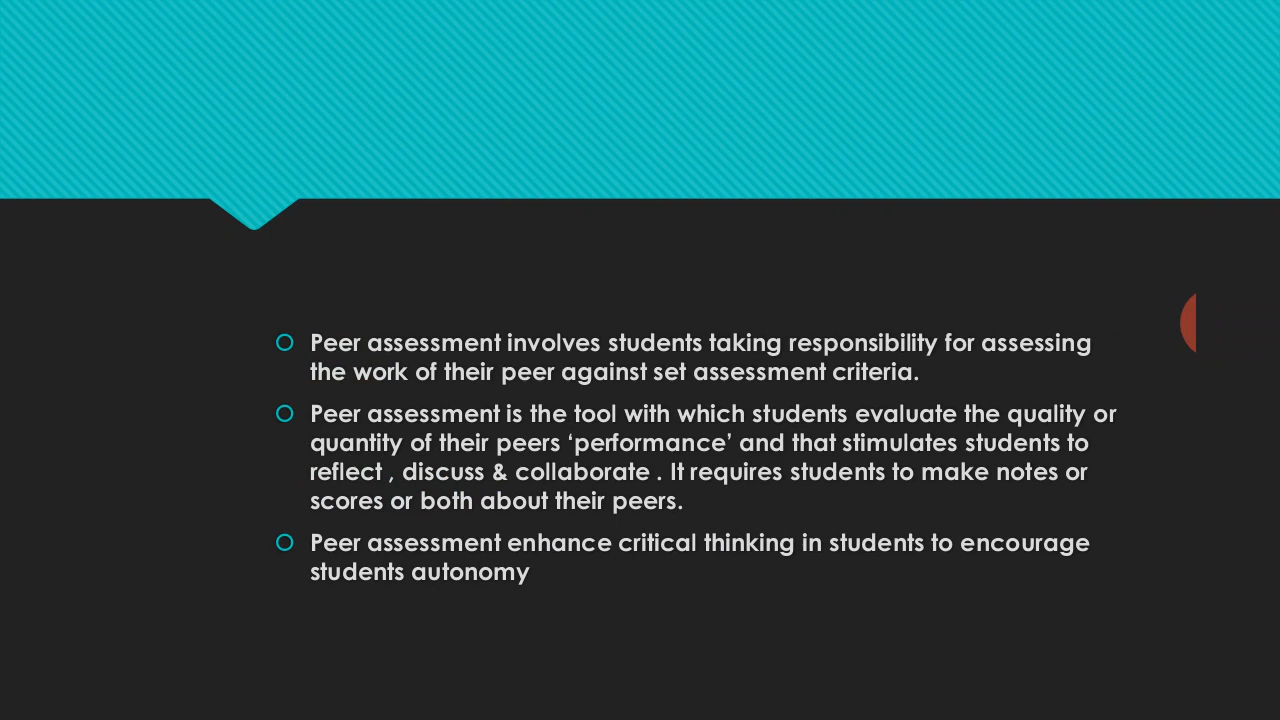 Peer assessment involves students taking responsibility for assessing
the work of their peer against set assessment criteria.
Peer assessment is the tool with which students evaluate the quality or
quantity of their peers ‘performance’ and that stimulates students to
reflect , discuss & collaborate . It requires students to make notes or
scores or both about their peers.
Peer assessment enhance critical thinking in students to encourage
students autonomy